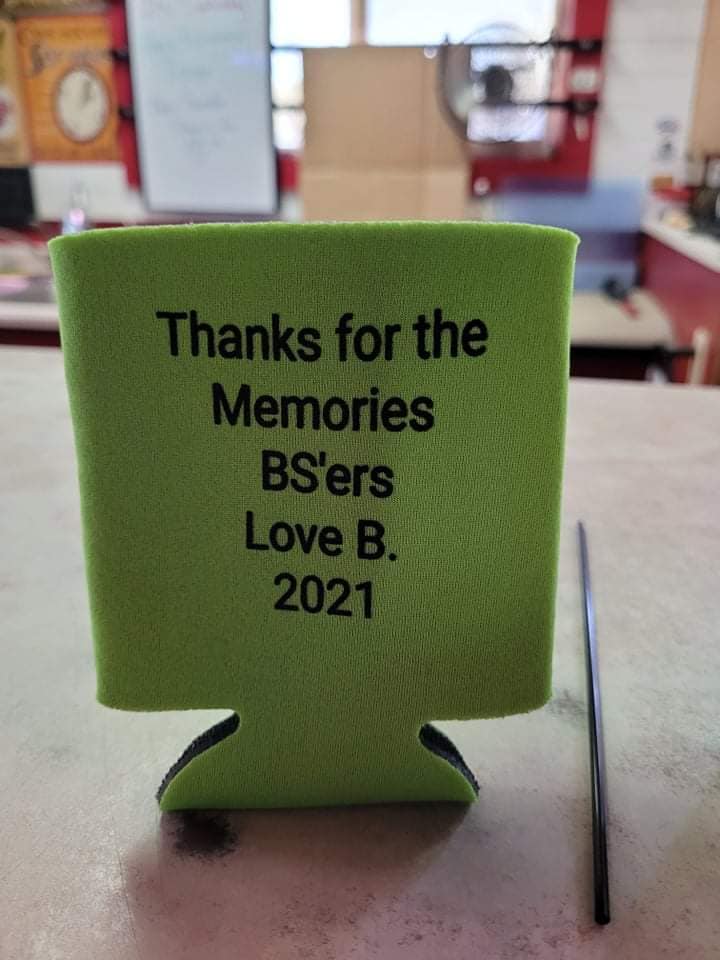 Thanks for the
Memories
BS'ers
Love B.
2021